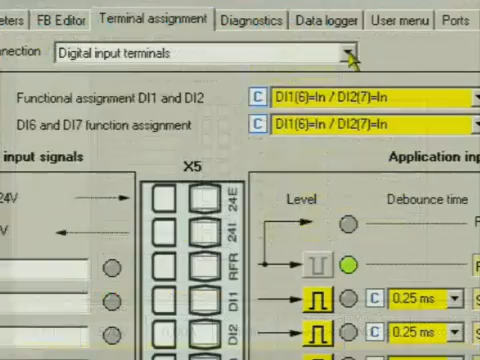 eters FB Editor Terminal assignment Diagnostics Data logger User menu Ports
nnection Digital input terminals
Functional assignment DI1 and DI2 C DI1(6)=In / DI2(7)=In
DI6 and DI7 function assignment C DI1(6)=In / DI2(7)=In
input signals X5 Application inp
24V 24E Level Debounce time
V 24I
RFR
DI1 C 0.25 ms
DI2 C 0.25 ms